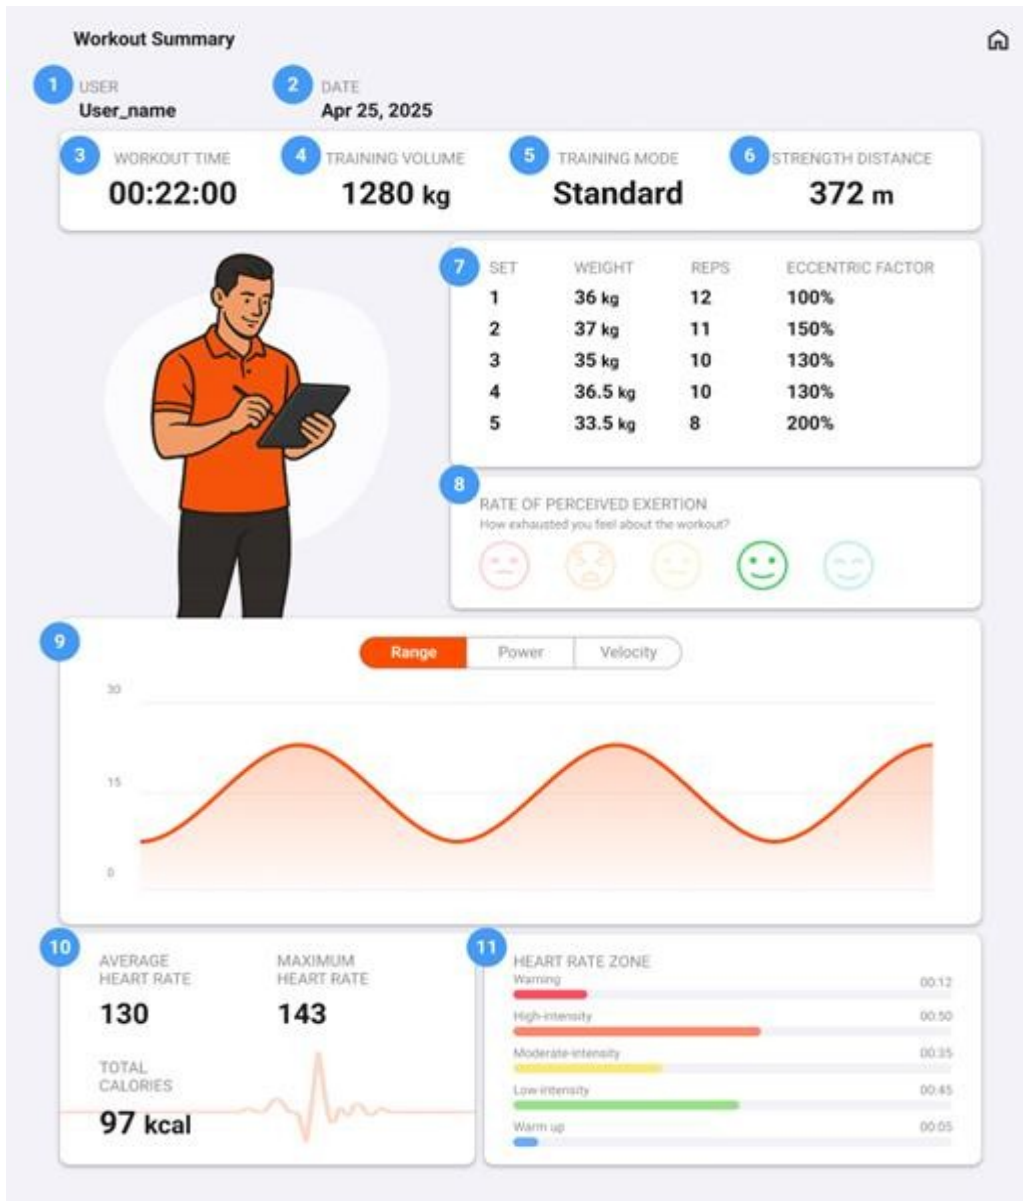 Workout Summary
1 USER
User_name
2 DATE
Apr 25, 2025
3 WORKOUT TIME
00:22:00
4 TRAINING VOLUME
1280 kg
5 TRAINING MODE
Standard
6 STRENGTH DISTANCE
372 m
7 SET WEIGHT REPS ECCENTRIC FACTOR
1 36 kg 12 100%
2 37 kg 11 150%
3 35 kg 10 130%
4 36.5 kg 10 130%
5 33.5 kg 8 200%
8
RATE OF PERCEIVED EXERTION
How exhausted you feel about the workout?
9
Range Power Velocity
30
15
0
10
AVERAGE
HEART RATE
130
MAXIMUM
HEART RATE
143
TOTAL
CALORIES
97 kcal
11
HEART RATE ZONE
Warning 00:12
High-intensity 00:50
Moderate-intensity 00:35
Low-intensity 00:45
Warm up 00:05